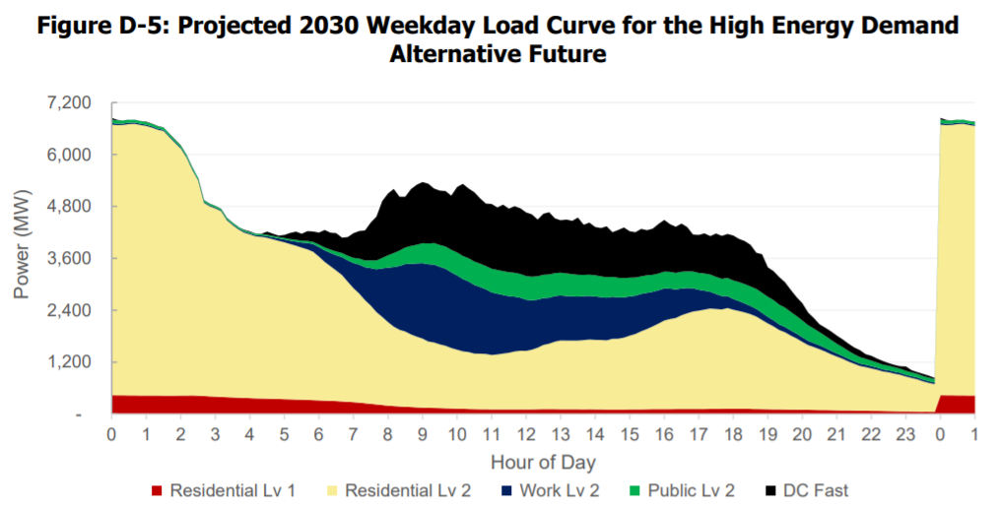 Figure D-5: Projected 2030 Weekday Load Curve for the High Energy Demand
Alternative Future
7,200
6,000
4,800
3,600
2,400
1,200
-
Power (MW)
0 1 2 3 4 5 6 7 8 9 10 11 12 13 14 15 16 17 18 19 20 21 22 23 0 1
Hour of Day
Residential Lv 1 Residential Lv 2 Work Lv 2 Public Lv 2 DC Fast